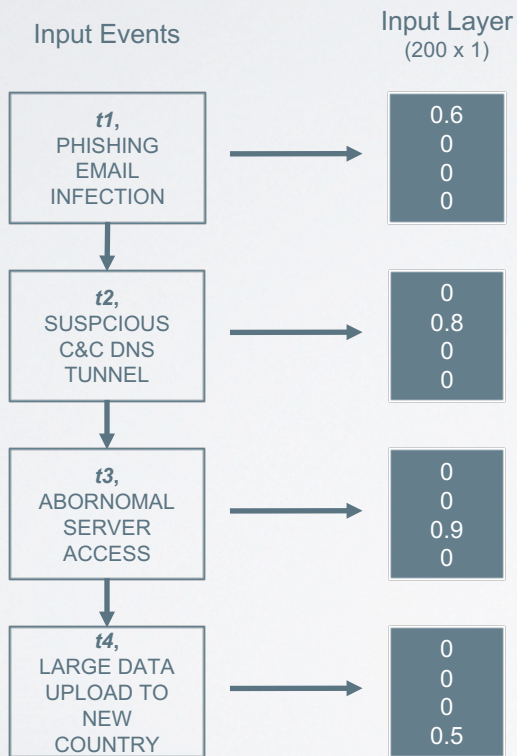 Input Events
Input Layer
(200 x 1)
t1,
PHISHING
EMAIL
INFECTION
0.6
0
0
0
t2,
SUSPCIOUS
C&C DNS
TUNNEL
0
0.8
0
0
t3,
ABORNOMAL
SERVER
ACCESS
0
0
0.9
0
t4,
LARGE DATA
UPLOAD TO
NEW
COUNTRY
0
0
0
0.5